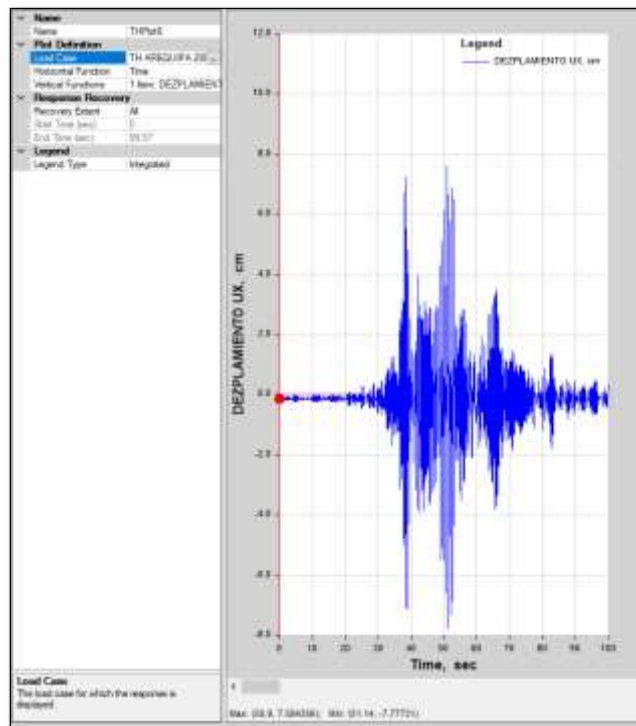 Name
Name THPlot5
Plot Definition
Load Case TH AREQUIPA 200...
Horizontal Function Time
Vertical Functions 1 Item: DEZPLAMIENT
Response Recovery
Recovery Extent All
Start Time (sec) 0
End Time (sec) 99.57
Legend
Legend Type Integrated
Load Case
The load case for which the response is
displayed.
Legend
DEZPLAMIENTO UX, cm
12.0
10.0
8.0
6.0
4.0
2.0
0.0
-2.0
-4.0
-6.0
-8.0
DEZPLAMIENTO UX, cm
0 10 20 30 40 50 60 70 80 90 100
Time, sec
Max: (50.9, 7.584256); Min: (51.14, -7.77721)